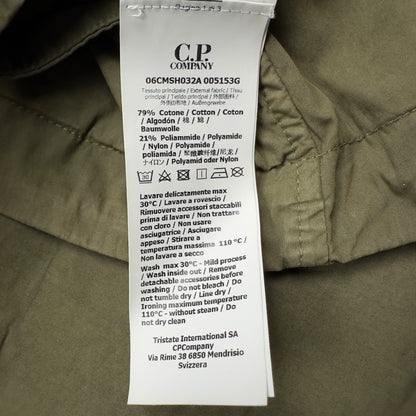 C.P.
COMPANY
06CMSH032A 005153G
Tessuto principale / External fabric / Tissu
principal / Tejido principal /
/ Außengewebe
79% Cotone / Cotton / Coton
/ Algodón / 棉 / 綿 /
Baumwolle
21% Poliammide / Polyamide
/ Nylon / Polyamide /
poliamida / 聚酰胺纤维/尼龙 /
ナイロン / Polyamid oder Nylon
Lavare delicatamente max
30°C / Lavare a rovescio /
Rimuovere accessori staccabili
prima di lavare / Non trattare
con cloro / Non usare
asciugatrice / Asciugare
appeso / Stirare a
temperatura massima 110 °C /
Non lavare a secco
Wash max 30°C - Mild process
/ Wash inside out / Remove
detachable accessories before
washing / Do not bleach / Do
not tumble dry / Line dry /
Ironing maximum temperature
110°C - without steam / Do not
dry clean
Tristate International SA
CPCompany
Via Rime 38 6850 Mendrisio
Svizzera